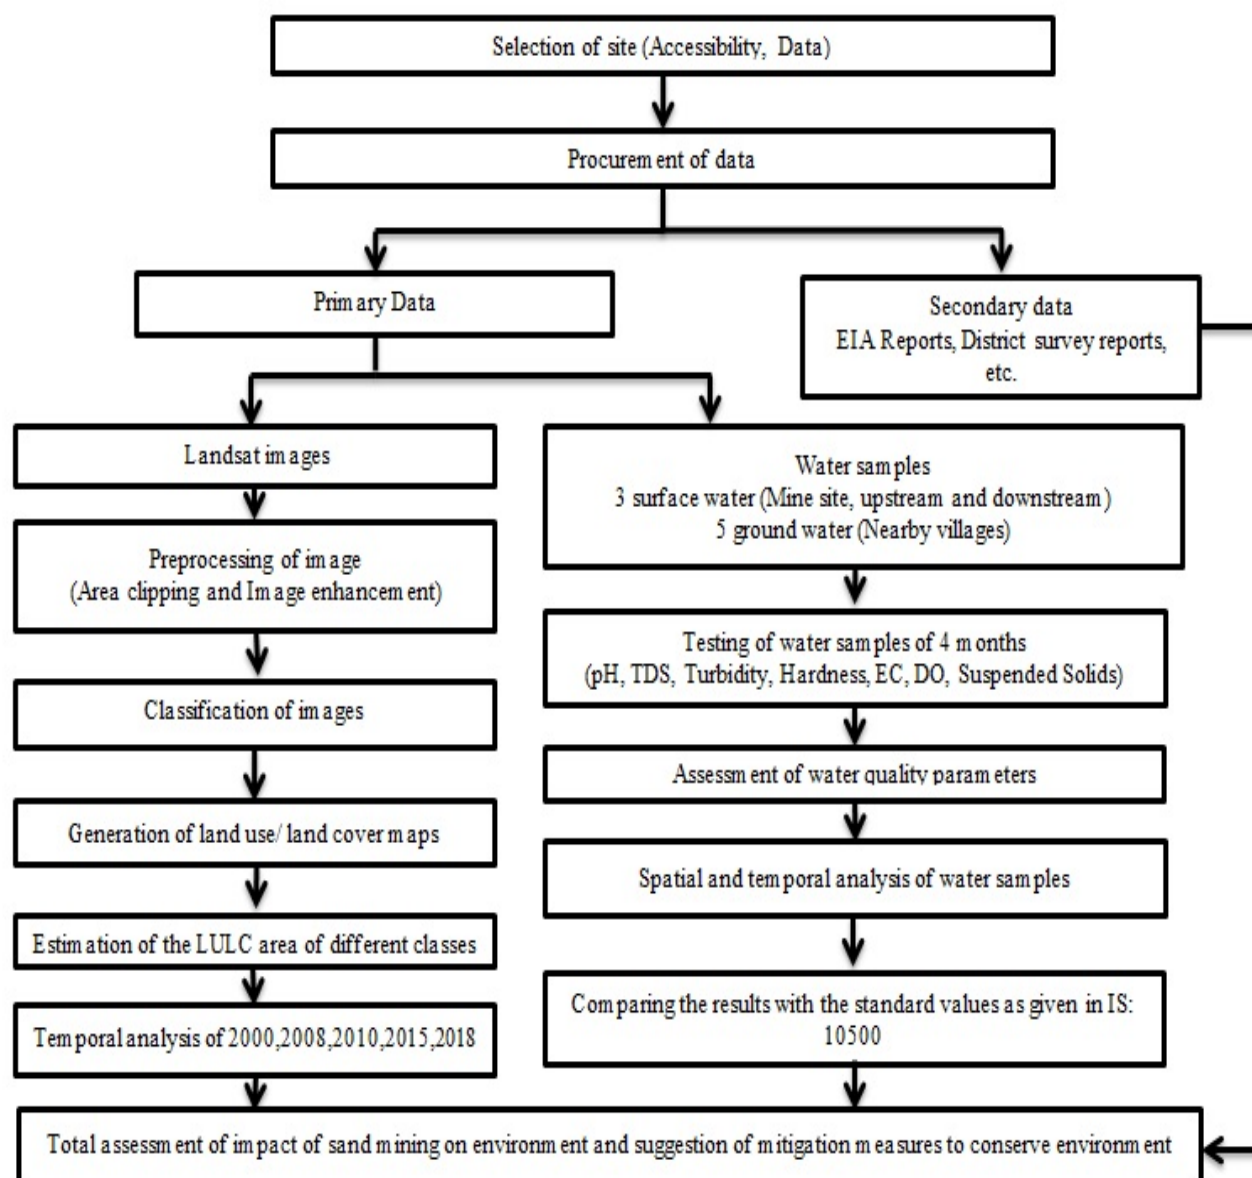 Selection of site (Accessibility, Data)
Procurement of data
Primary Data
Secondary data
EIA Reports, District survey reports,
etc.
Landsat images
Water samples
3 surface water (Mine site, upstream and downstream)
5 ground water (Nearby villages)
Preprocessing of image
(Area clipping and Image enhancement)
Testing of water samples of 4 months
(pH, TDS, Turbidity, Hardness, EC, DO, Suspended Solids)
Classification of images
Assessment of water quality parameters
Generation of land use/ land cover maps
Spatial and temporal analysis of water samples
Estimation of the LULC area of different classes
Temporal analysis of 2000,2008,2010,2015,2018
Comparing the results with the standard values as given in IS:
10500
Total assessment of impact of sand mining on environment and suggestion of mitigation measures to conserve environment